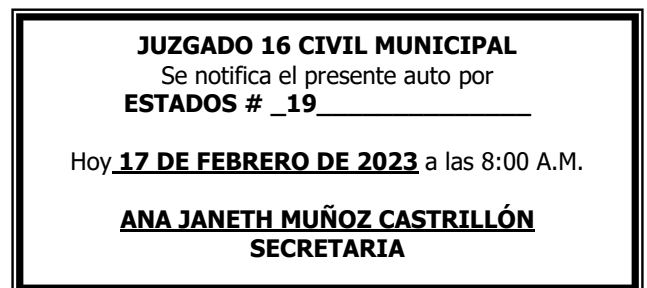 JUZGADO 16 CIVIL MUNICIPAL
Se notifica el presente auto por
ESTADOS # _19_______________
Hoy 17 DE FEBRERO DE 2023 a las 8:00 A.M.
ANA JANETH MUÑOZ CASTRILLÓN
SECRETARIA